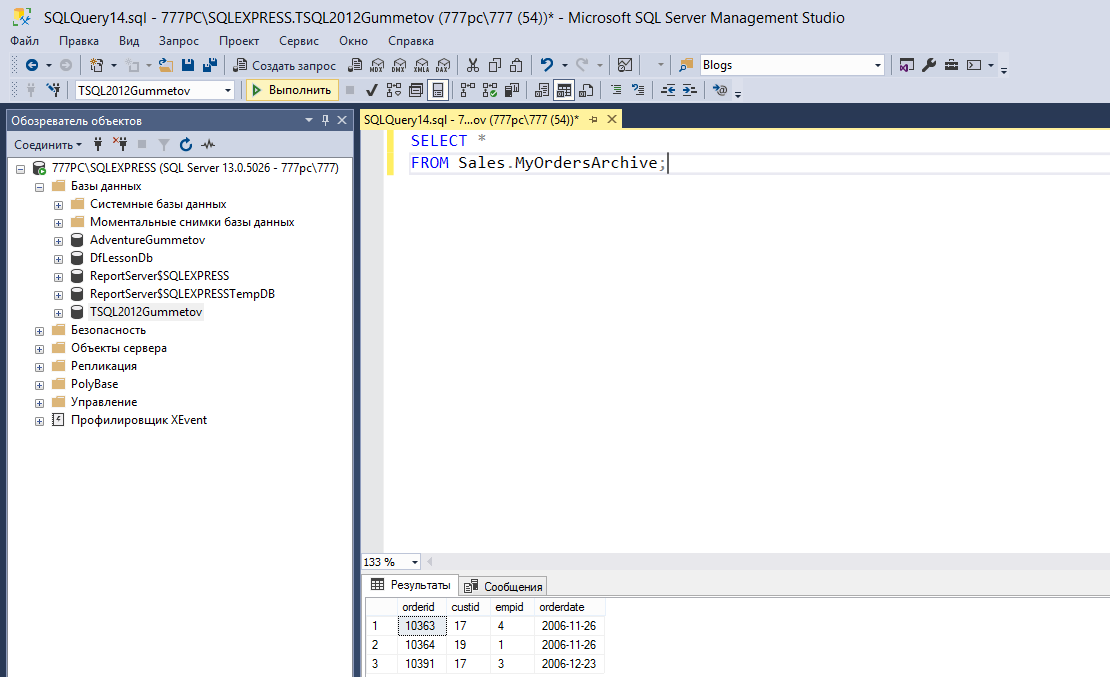 SQLQuery14.sql - 777PC\SQLEXPRESS.TSQL2012Gummetov (777pc\777 (54))* - Microsoft SQL Server Management Studio
Файл Правка Вид Запрос Проект Сервис Окно Справка
Создать запрос MDX DMX XMLA DAX Blogs
TSQL2012Gummetov Выполнить
Обозреватель объектов
SQLQuery14.sql - 7...ov (777pc\777 (54))*
Соединить
777PC\SQLEXPRESS (SQL Server 13.0.5026 - 777pc\777)
Базы данных
Системные базы данных
Моментальные снимки базы данных
AdventureGummetov
DfLessonDb
ReportServer$SQLEXPRESS
ReportServer$SQLEXPRESSTempDB
TSQL2012Gummetov
Безопасность
Объекты сервера
Репликация
PolyBase
Управление
Профилировщик XEvent
SELECT *
FROM Sales.MyOrdersArchive;
133 %
Результаты Сообщения
orderid custid empid orderdate
1 10363 17 4 2006-11-26
2 10364 19 1 2006-11-26
3 10391 17 3 2006-12-23